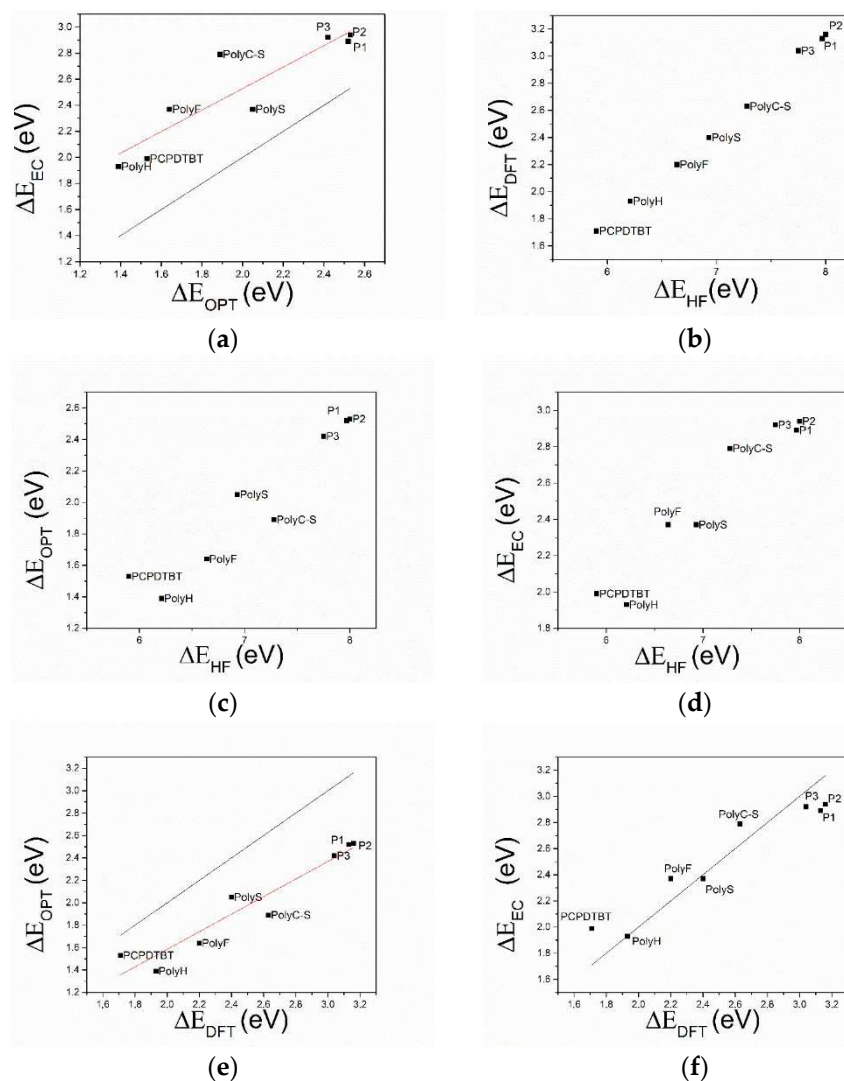 3.0
2.8
2.6
2.4
2.2
2.0
1.8
1.6
1.4
1.2
ΔE_EC (eV)
P3
P2
P1
PolyC-S
PolyF
PolyS
PCPDTBT
PolyH
1.2 1.4 1.6 1.8 2.0 2.2 2.4 2.6
ΔE_OPT (eV)
(a)
3.2
3.0
2.8
2.6
2.4
2.2
2.0
1.8
1.6
ΔE_DFT (eV)
P2
P1
P3
PolyC-S
PolyS
PolyF
PolyH
PCPDTBT
6 7 8
ΔE_HF(eV)
(b)
2.6
2.4
2.2
2.0
1.8
1.6
1.4
1.2
ΔE_OPT (eV)
P1
P2
P3
PolyS
PolyC-S
PolyF
PCPDTBT
PolyH
6 7 8
ΔE_HF (eV)
(c)
3.0
2.8
2.6
2.4
2.2
2.0
1.8
ΔE_EC (eV)
P3
P2
P1
PolyC-S
PolyF
PolyS
PCPDTBT
PolyH
6 7 8
ΔE_HF (eV)
(d)
3.2
3.0
2.8
2.6
2.4
2.2
2.0
1.8
1.6
1.4
1.2
ΔE_OPT (eV)
P1
P2
P3
PolyS
PolyC-S
PolyF
PCPDTBT
PolyH
1,6 1,8 2.0 2.2 2.4 2.6 2.8 3.0 3.2
ΔE_DFT (eV)
(e)
3.2
3.0
2.8
2.6
2.4
2.2
2.0
1.8
1.6
ΔE_EC (eV)
P3
P2
P1
PolyC-S
PolyF
PolyS
PCPDTBT
PolyH
1,6 1,8 2.0 2.2 2.4 2.6 2.8 3.0 3.2
ΔE_DFT (eV)
(f)